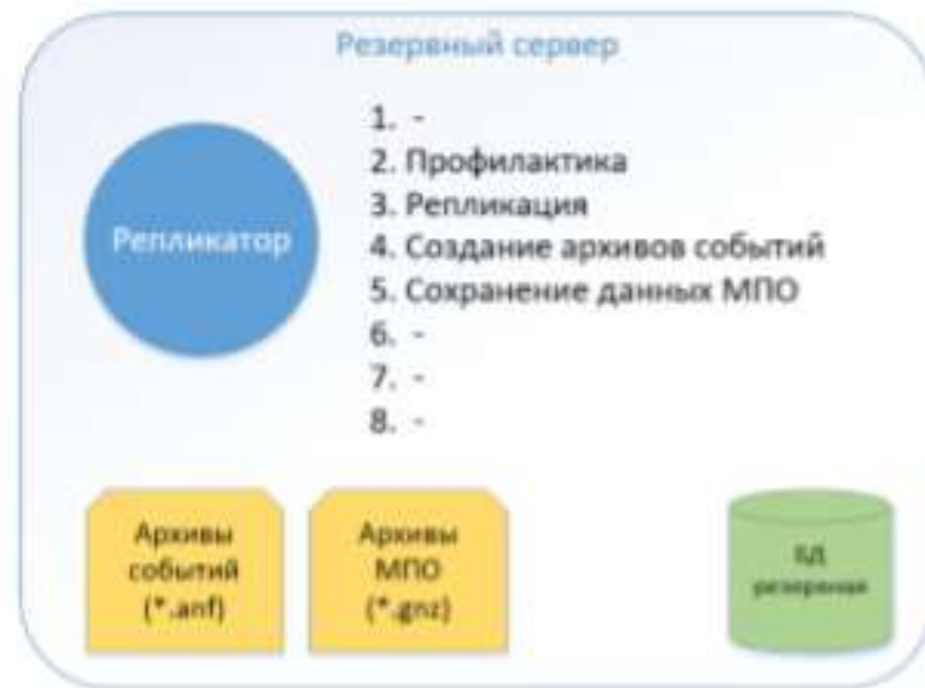 Резервный сервер
Репликатор
1. -
2. Профилактика
3. Репликация
4. Создание архивов событий
5. Сохранение данных МПО
6. -
7. -
8. -
Архивы
событий
(*.anf)
Архивы
МПО
(*.gnz)
БД
резервная